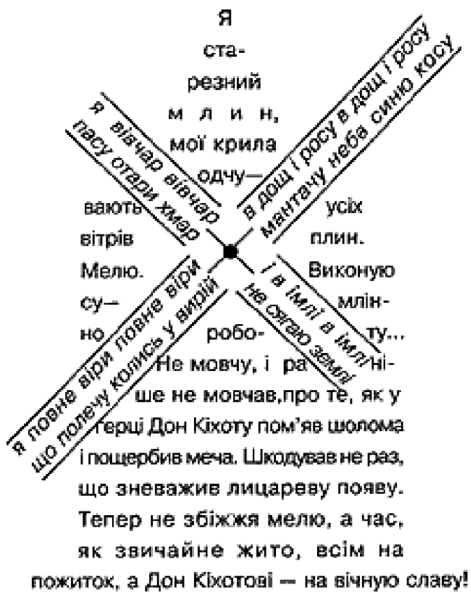 Я
ста-
резний
млин,
мої крила
одчу—
вають усіх
вітрів плин.
Мелю. Виконую
су— млін-
но робо- ту...
Не мовчу, і ра ні-
ше не мовчав,про те, як у
герці Дон Кіхоту пом’яв шолома
і пощербив меча. Шкодував не раз,
що зневажив лицареву появу.
Тепер не збіжжя мелю, а час,
як звичайне жито, всім на
пожиток, а Дон Кіхотові — на вічную славу!
я вівчар вівчар
пасу отари хмар
в дощ і росу в дощ і росу
мантачу неба синю косу
я повне віри повне віри
що полечу колись у вирій
і в імлі в імлі
не сягаю землі